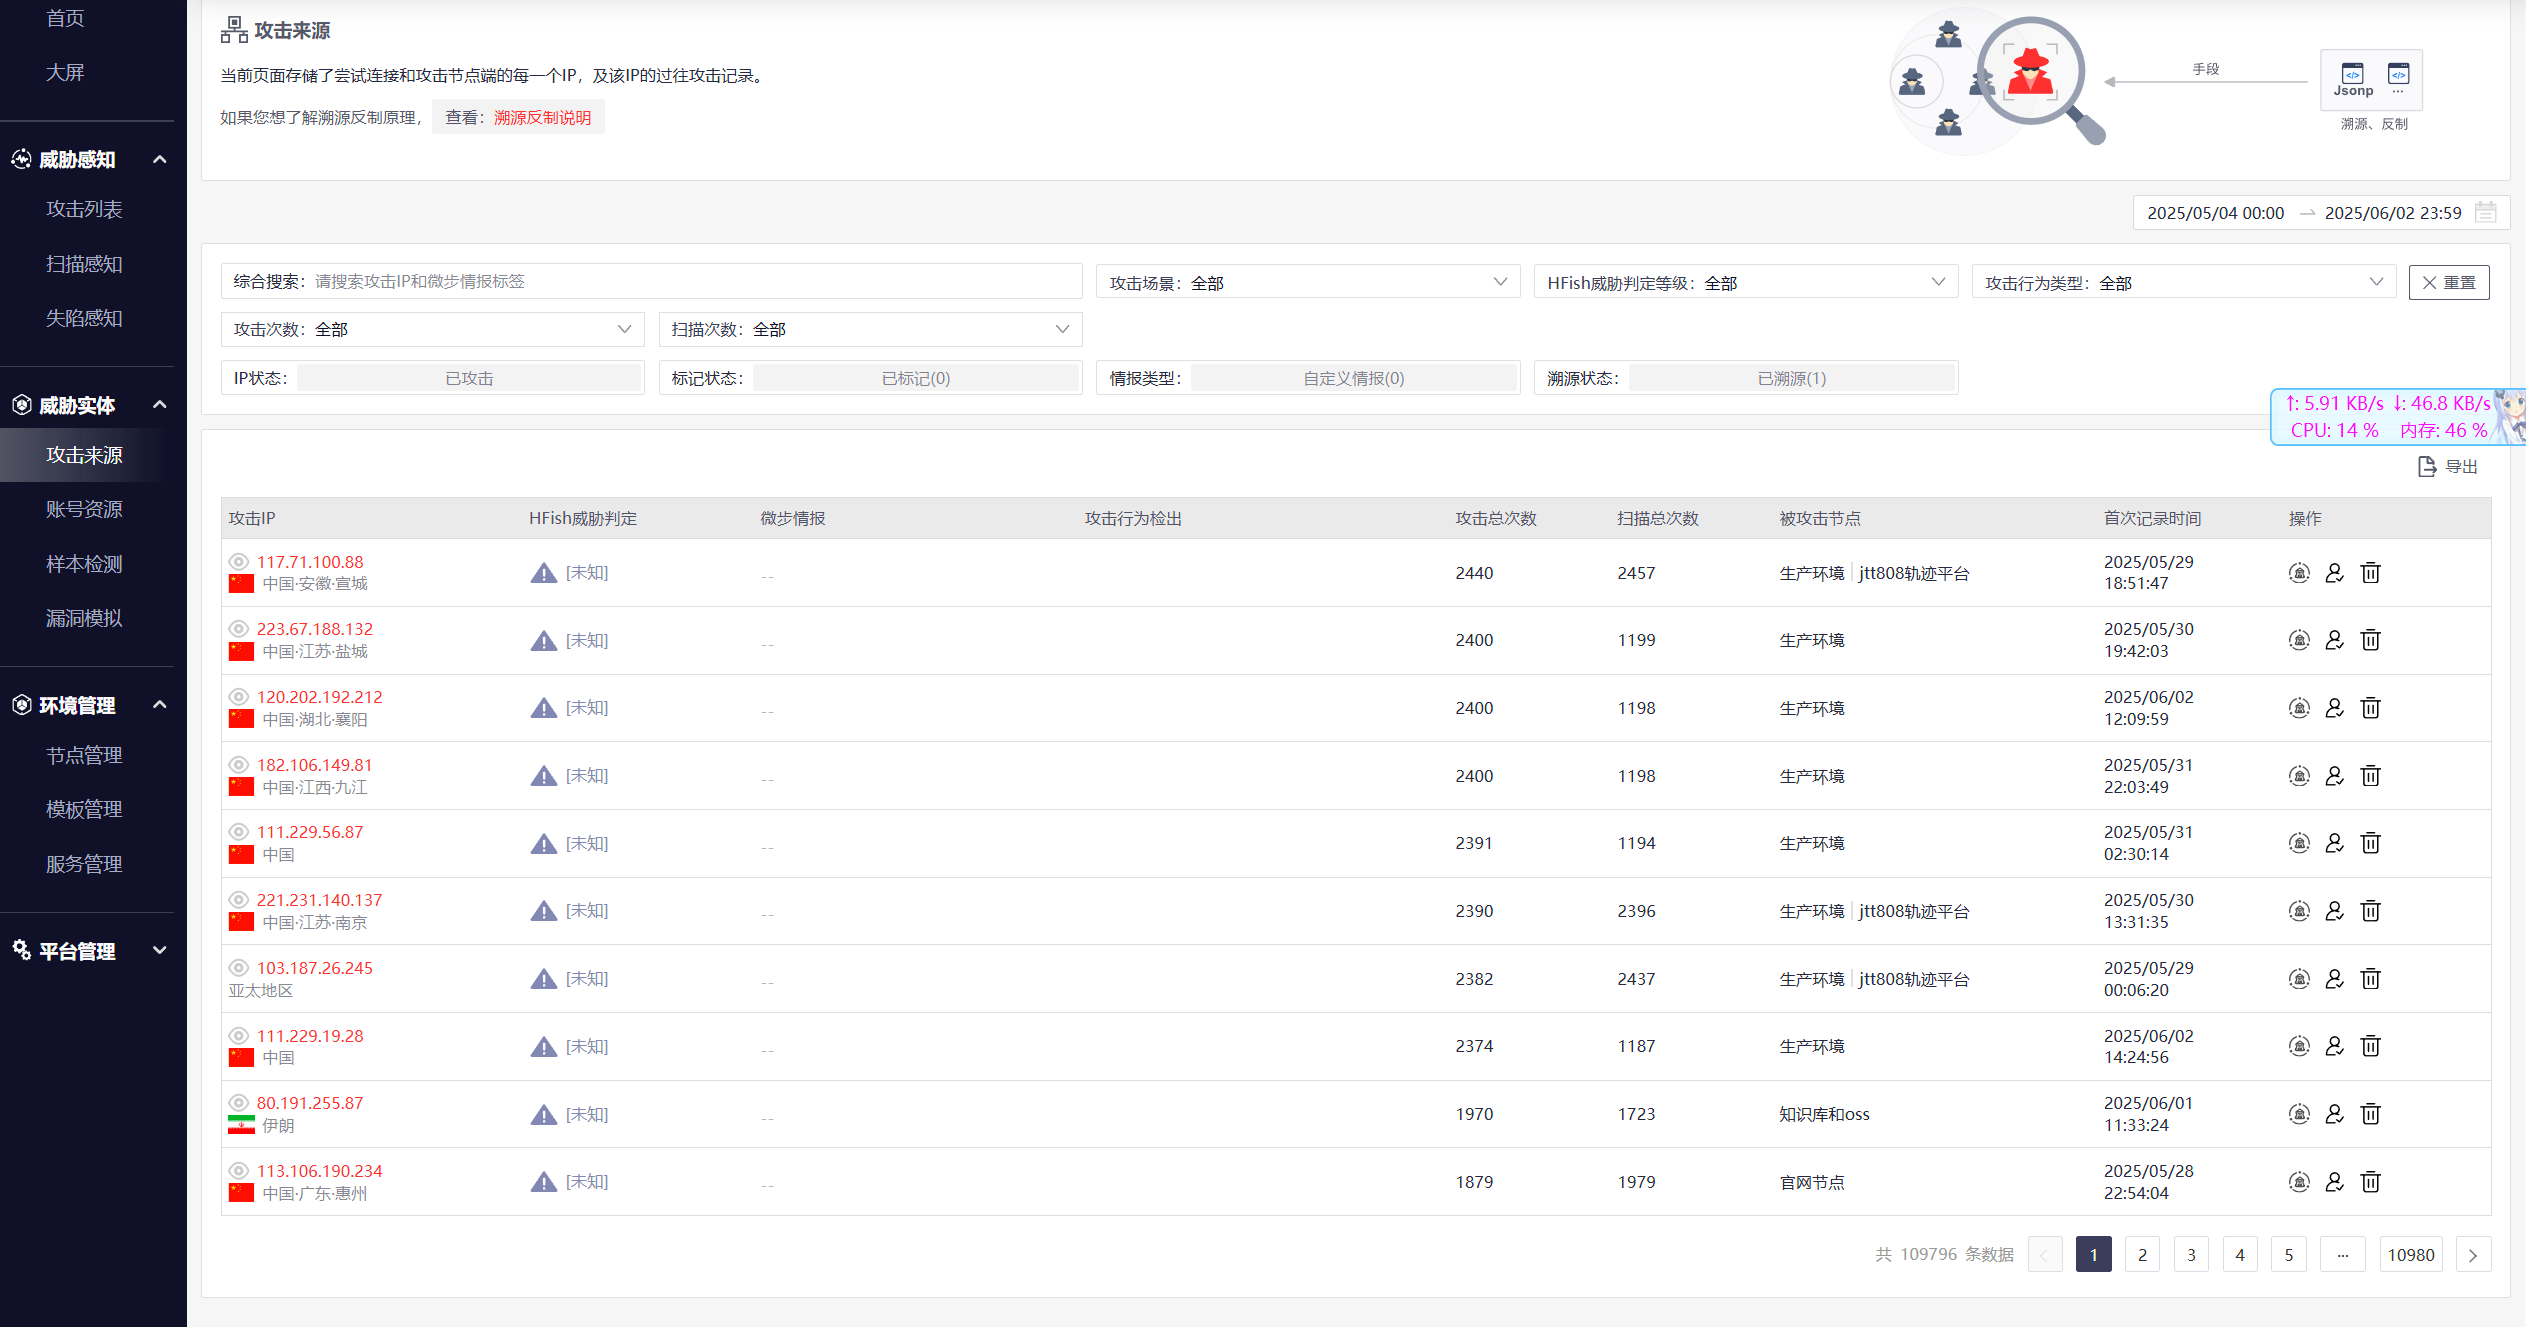 首页
大屏
威胁感知
攻击列表
扫描感知
失陷感知
威胁实体
攻击来源
账号资源
样本检测
漏洞模拟
环境管理
节点管理
模板管理
服务管理
平台管理
攻击来源
当前页面存储了尝试连接和攻击节点端的每一个IP，及该IP的过往攻击记录。
如果您想了解溯源反制原理， 查看：溯源反制说明
手段
Jsonp ...
溯源、反制
2025/05/04 00:00 → 2025/06/02 23:59
综合搜索：请搜索攻击IP和微步情报标签 攻击场景：全部 HFish威胁判定等级：全部 攻击行为类型：全部 重置
攻击次数：全部 扫描次数：全部
IP状态： 已攻击 标记状态： 已标记(0) 情报类型： 自定义情报(0) 溯源状态： 已溯源(1)
↑: 5.91 KB/s ↓: 46.8 KB/s
CPU: 14 % 内存: 46 %
导出
攻击IP HFish威胁判定 微步情报 攻击行为检出 攻击总次数 扫描总次数 被攻击节点 首次记录时间 操作
117.71.100.88
中国·安徽·宣城 [未知] -- 2440 2457 生产环境 | jtt808轨迹平台 2025/05/29
18:51:47
223.67.188.132
中国·江苏·盐城 [未知] -- 2400 1199 生产环境 2025/05/30
19:42:03
120.202.192.212
中国·湖北·襄阳 [未知] -- 2400 1198 生产环境 2025/06/02
12:09:59
182.106.149.81
中国·江西·九江 [未知] -- 2400 1198 生产环境 2025/05/31
22:03:49
111.229.56.87
中国 [未知] -- 2391 1194 生产环境 2025/05/31
02:30:14
221.231.140.137
中国·江苏·南京 [未知] -- 2390 2396 生产环境 | jtt808轨迹平台 2025/05/30
13:31:35
103.187.26.245
亚太地区 [未知] -- 2382 2437 生产环境 | jtt808轨迹平台 2025/05/29
00:06:20
111.229.19.28
中国 [未知] -- 2374 1187 生产环境 2025/06/02
14:24:56
80.191.255.87
伊朗 [未知] -- 1970 1723 知识库和oss 2025/06/01
11:33:24
113.106.190.234
中国·广东·惠州 [未知] -- 1879 1979 官网节点 2025/05/28
22:54:04
共 109796 条数据 < 1 2 3 4 5 ... 10980 >